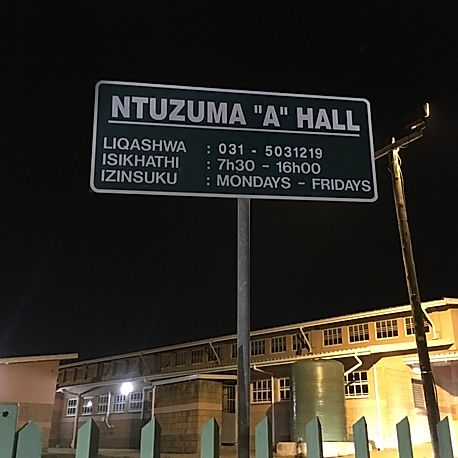 NTUZUMA "A" HALL
LIQASHWA : 031 - 5031219
ISIKHATHI : 7h30 - 16h00
IZINSUKU : MONDAYS - FRIDAYS